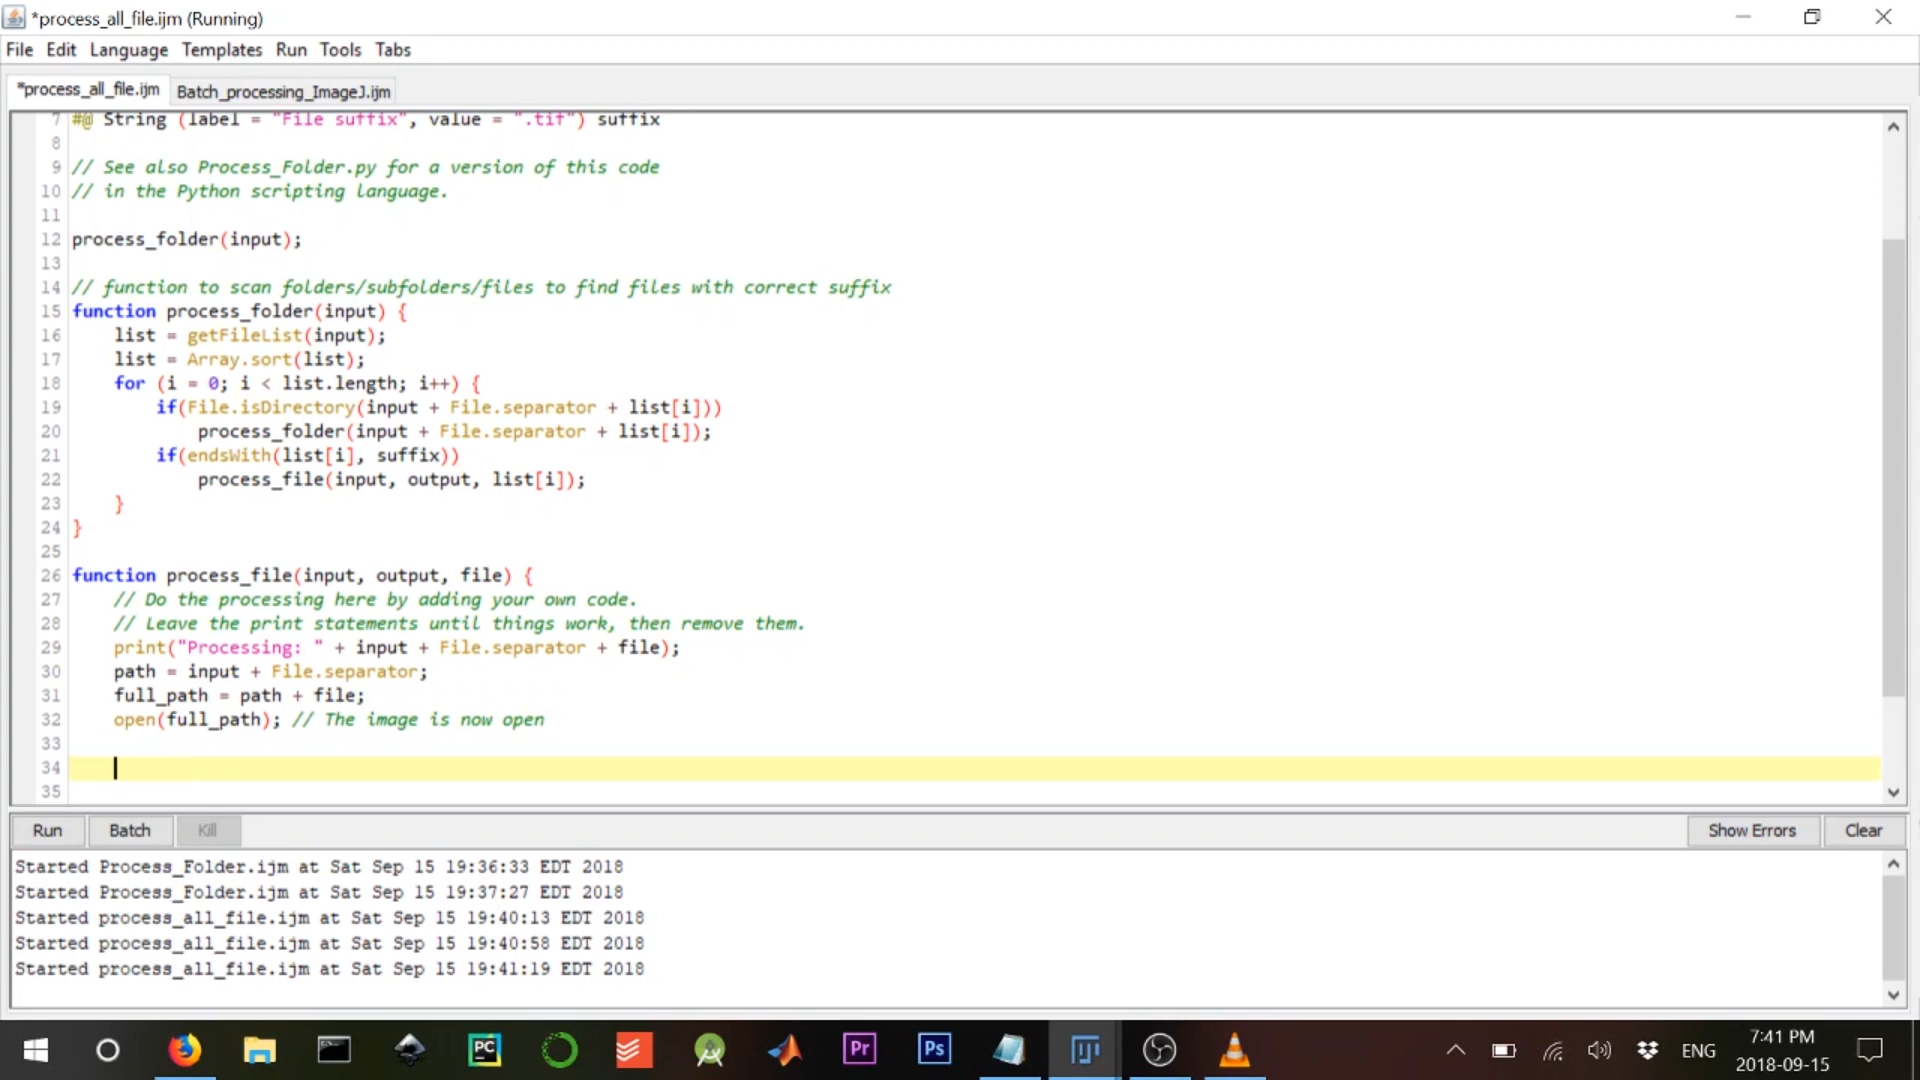 *process_all_file.ijm (Running)
File Edit Language Templates Run Tools Tabs
*process_all_file.ijm Batch_processing_ImageJ.ijm
7 #@ String (label = "File suffix", value = ".tif") suffix
8
9 // See also Process_Folder.py for a version of this code
10 // in the Python scripting language.
11
12 process_folder(input);
13
14 // function to scan folders/subfolders/files to find files with correct suffix
15 function process_folder(input) {
16 list = getFileList(input);
17 list = Array.sort(list);
18 for (i = 0; i < list.length; i++) {
19 if(File.isDirectory(input + File.separator + list[i]))
20 process_folder(input + File.separator + list[i]);
21 if(endsWith(list[i], suffix))
22 process_file(input, output, list[i]);
23 }
24 }
25
26 function process_file(input, output, file) {
27 // Do the processing here by adding your own code.
28 // Leave the print statements until things work, then remove them.
29 print("Processing: " + input + File.separator + file);
30 path = input + File.separator;
31 full_path = path + file;
32 open(full_path); // The image is now open
33
34
35
Run Batch Kill Show Errors Clear
Started Process_Folder.ijm at Sat Sep 15 19:36:33 EDT 2018
Started Process_Folder.ijm at Sat Sep 15 19:37:27 EDT 2018
Started process_all_file.ijm at Sat Sep 15 19:40:13 EDT 2018
Started process_all_file.ijm at Sat Sep 15 19:40:58 EDT 2018
Started process_all_file.ijm at Sat Sep 15 19:41:19 EDT 2018
PC Pr Ps ENG 7:41 PM
2018-09-15